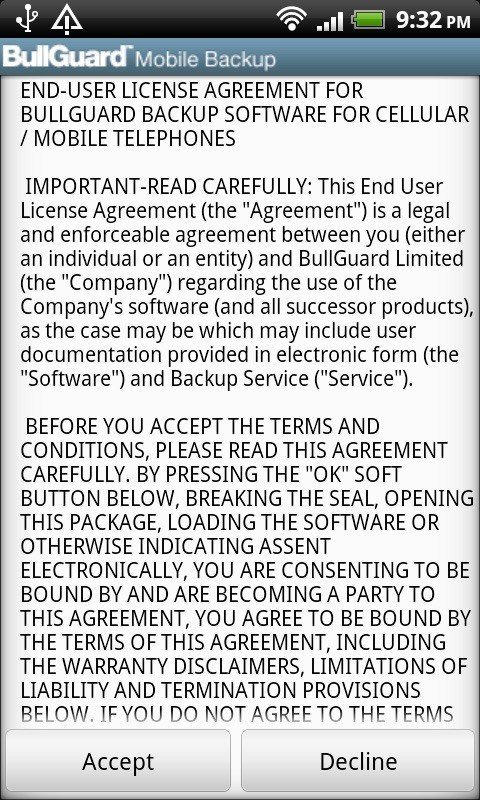 9:32 PM
BullGuard Mobile Backup
END-USER LICENSE AGREEMENT FOR
BULLGUARD BACKUP SOFTWARE FOR CELLULAR
/ MOBILE TELEPHONES
IMPORTANT-READ CAREFULLY: This End User
License Agreement (the "Agreement") is a legal
and enforceable agreement between you (either
an individual or an entity) and BullGuard Limited
(the "Company") regarding the use of the
Company's software (and all successor products),
as the case may be which may include user
documentation provided in electronic form (the
"Software") and Backup Service ("Service").
BEFORE YOU ACCEPT THE TERMS AND
CONDITIONS, PLEASE READ THIS AGREEMENT
CAREFULLY. BY PRESSING THE "OK" SOFT
BUTTON BELOW, BREAKING THE SEAL, OPENING
THIS PACKAGE, LOADING THE SOFTWARE OR
OTHERWISE INDICATING ASSENT
ELECTRONICALLY, YOU ARE CONSENTING TO BE
BOUND BY AND ARE BECOMING A PARTY TO
THIS AGREEMENT, YOU AGREE TO BE BOUND BY
THE TERMS OF THIS AGREEMENT, INCLUDING
THE WARRANTY DISCLAIMERS, LIMITATIONS OF
LIABILITY AND TERMINATION PROVISIONS
BELOW. IF YOU DO NOT AGREE TO THE TERMS
Accept
Decline